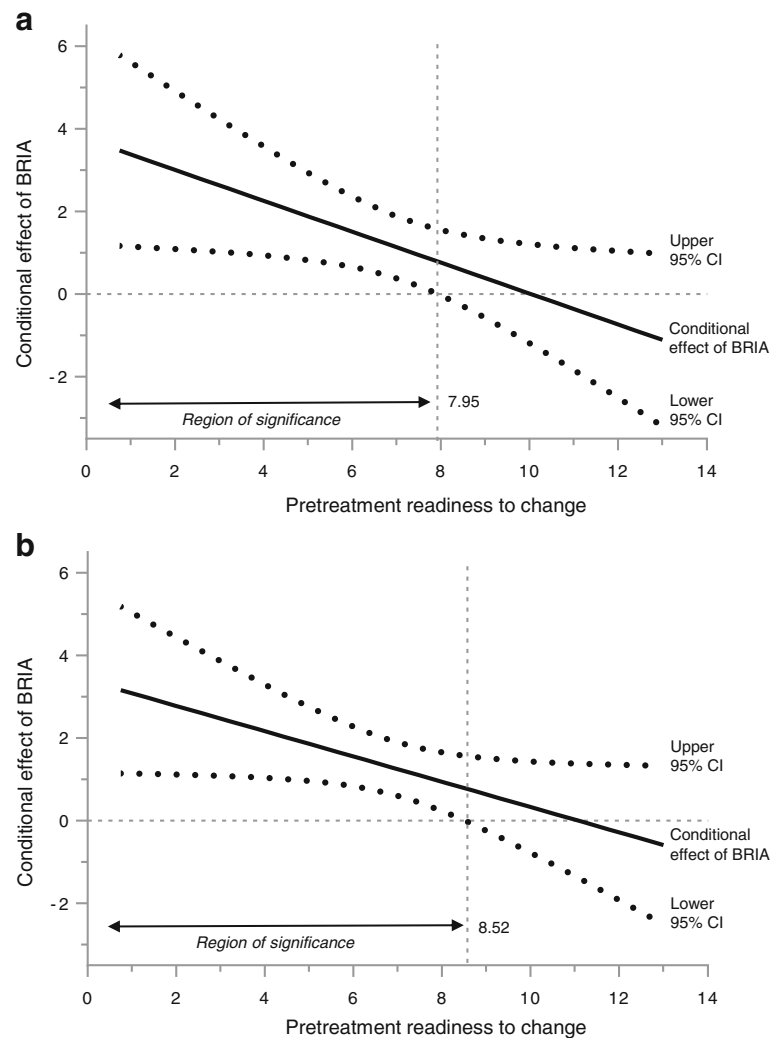 a
6
4
2
0
-2
Conditional effect of BRIA
Upper
95% CI
Conditional
effect of BRIA
Lower
95% CI
7.95
Region of significance
0 2 4 6 8 10 12 14
Pretreatment readiness to change
b
6
4
2
0
-2
Conditional effect of BRIA
Upper
95% CI
Conditional
effect of BRIA
Lower
95% CI
8.52
Region of significance
0 2 4 6 8 10 12 14
Pretreatment readiness to change